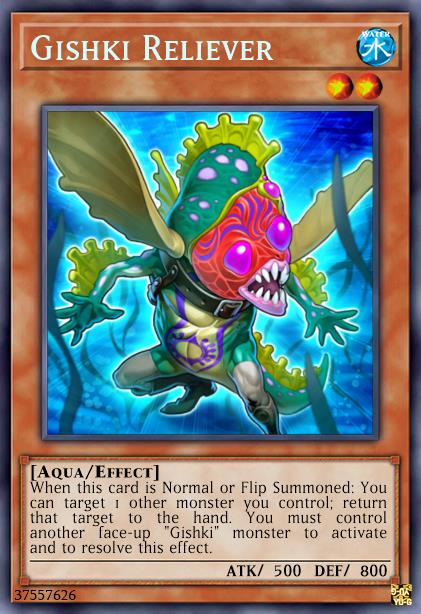 Gishki Reliever
WATER
水
[Aqua/Effect]
When this card is Normal or Flip Summoned: You
can target 1 other monster you control; return
that target to the hand. You must control
another face-up "Gishki" monster to activate
and to resolve this effect.
ATK/ 500 DEF/ 800
37557626